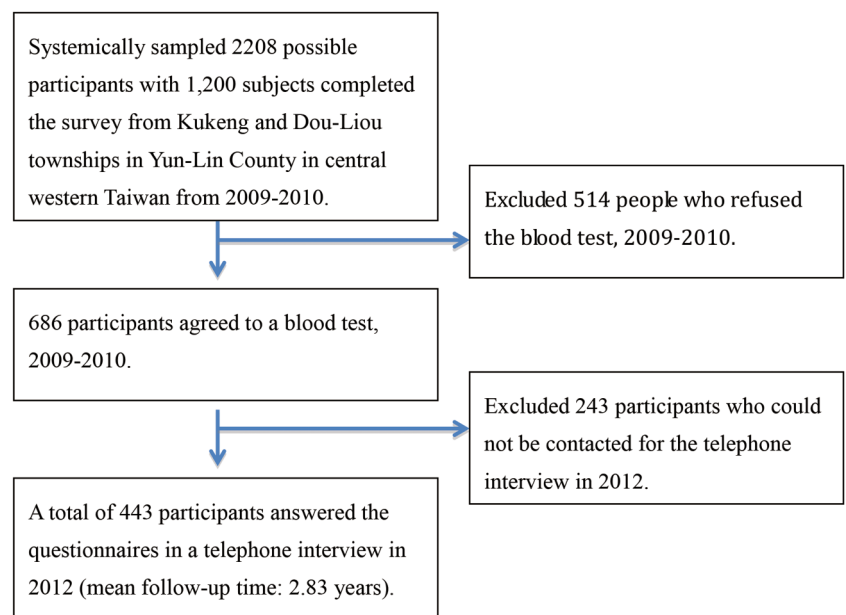 Systemically sampled 2208 possible
participants with 1,200 subjects completed
the survey from Kukeng and Dou-Liou
townships in Yun-Lin County in central
western Taiwan from 2009-2010.
Excluded 514 people who refused
the blood test, 2009-2010.
686 participants agreed to a blood test,
2009-2010.
Excluded 243 participants who could
not be contacted for the telephone
interview in 2012.
A total of 443 participants answered the
questionnaires in a telephone interview in
2012 (mean follow-up time: 2.83 years).